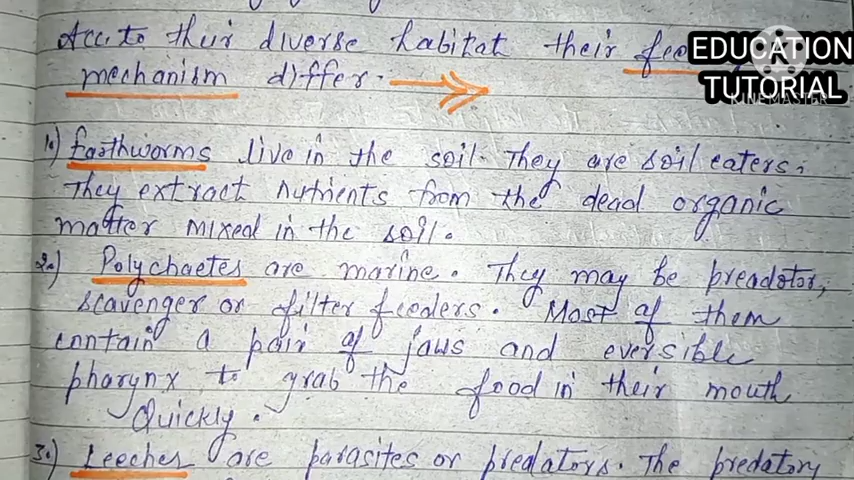 Acc. to their diverse habitat their
mechanism differ.
EDUCATION
TUTORIAL
KINEMASTER
1.) Earthworms live in the soil. They are soil eaters.
They extract nutrients from the dead organic
matter mixed in the soil.
2.) Polychaetes are marine. They may be preadator,
scavenger or filter feeders. Most of them
contain a pair of jaws and eversible
pharynx to grab the food in their mouth
Quickly.
3.) Leeches are parasites or predators. The predatory